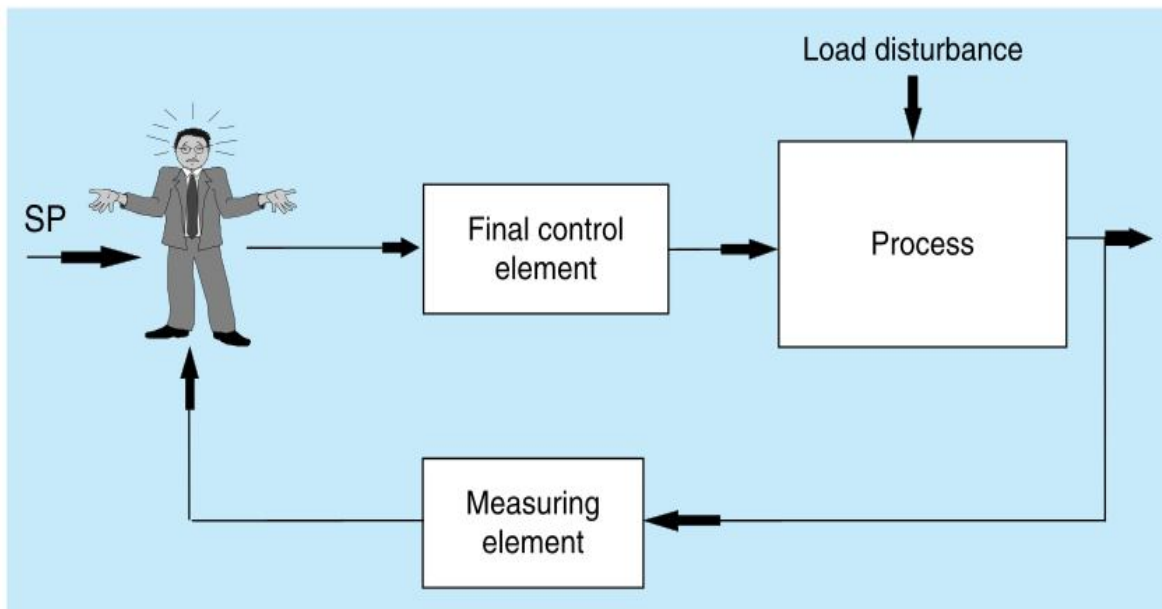 Load disturbance
SP
Final control
element
Process
Measuring
element